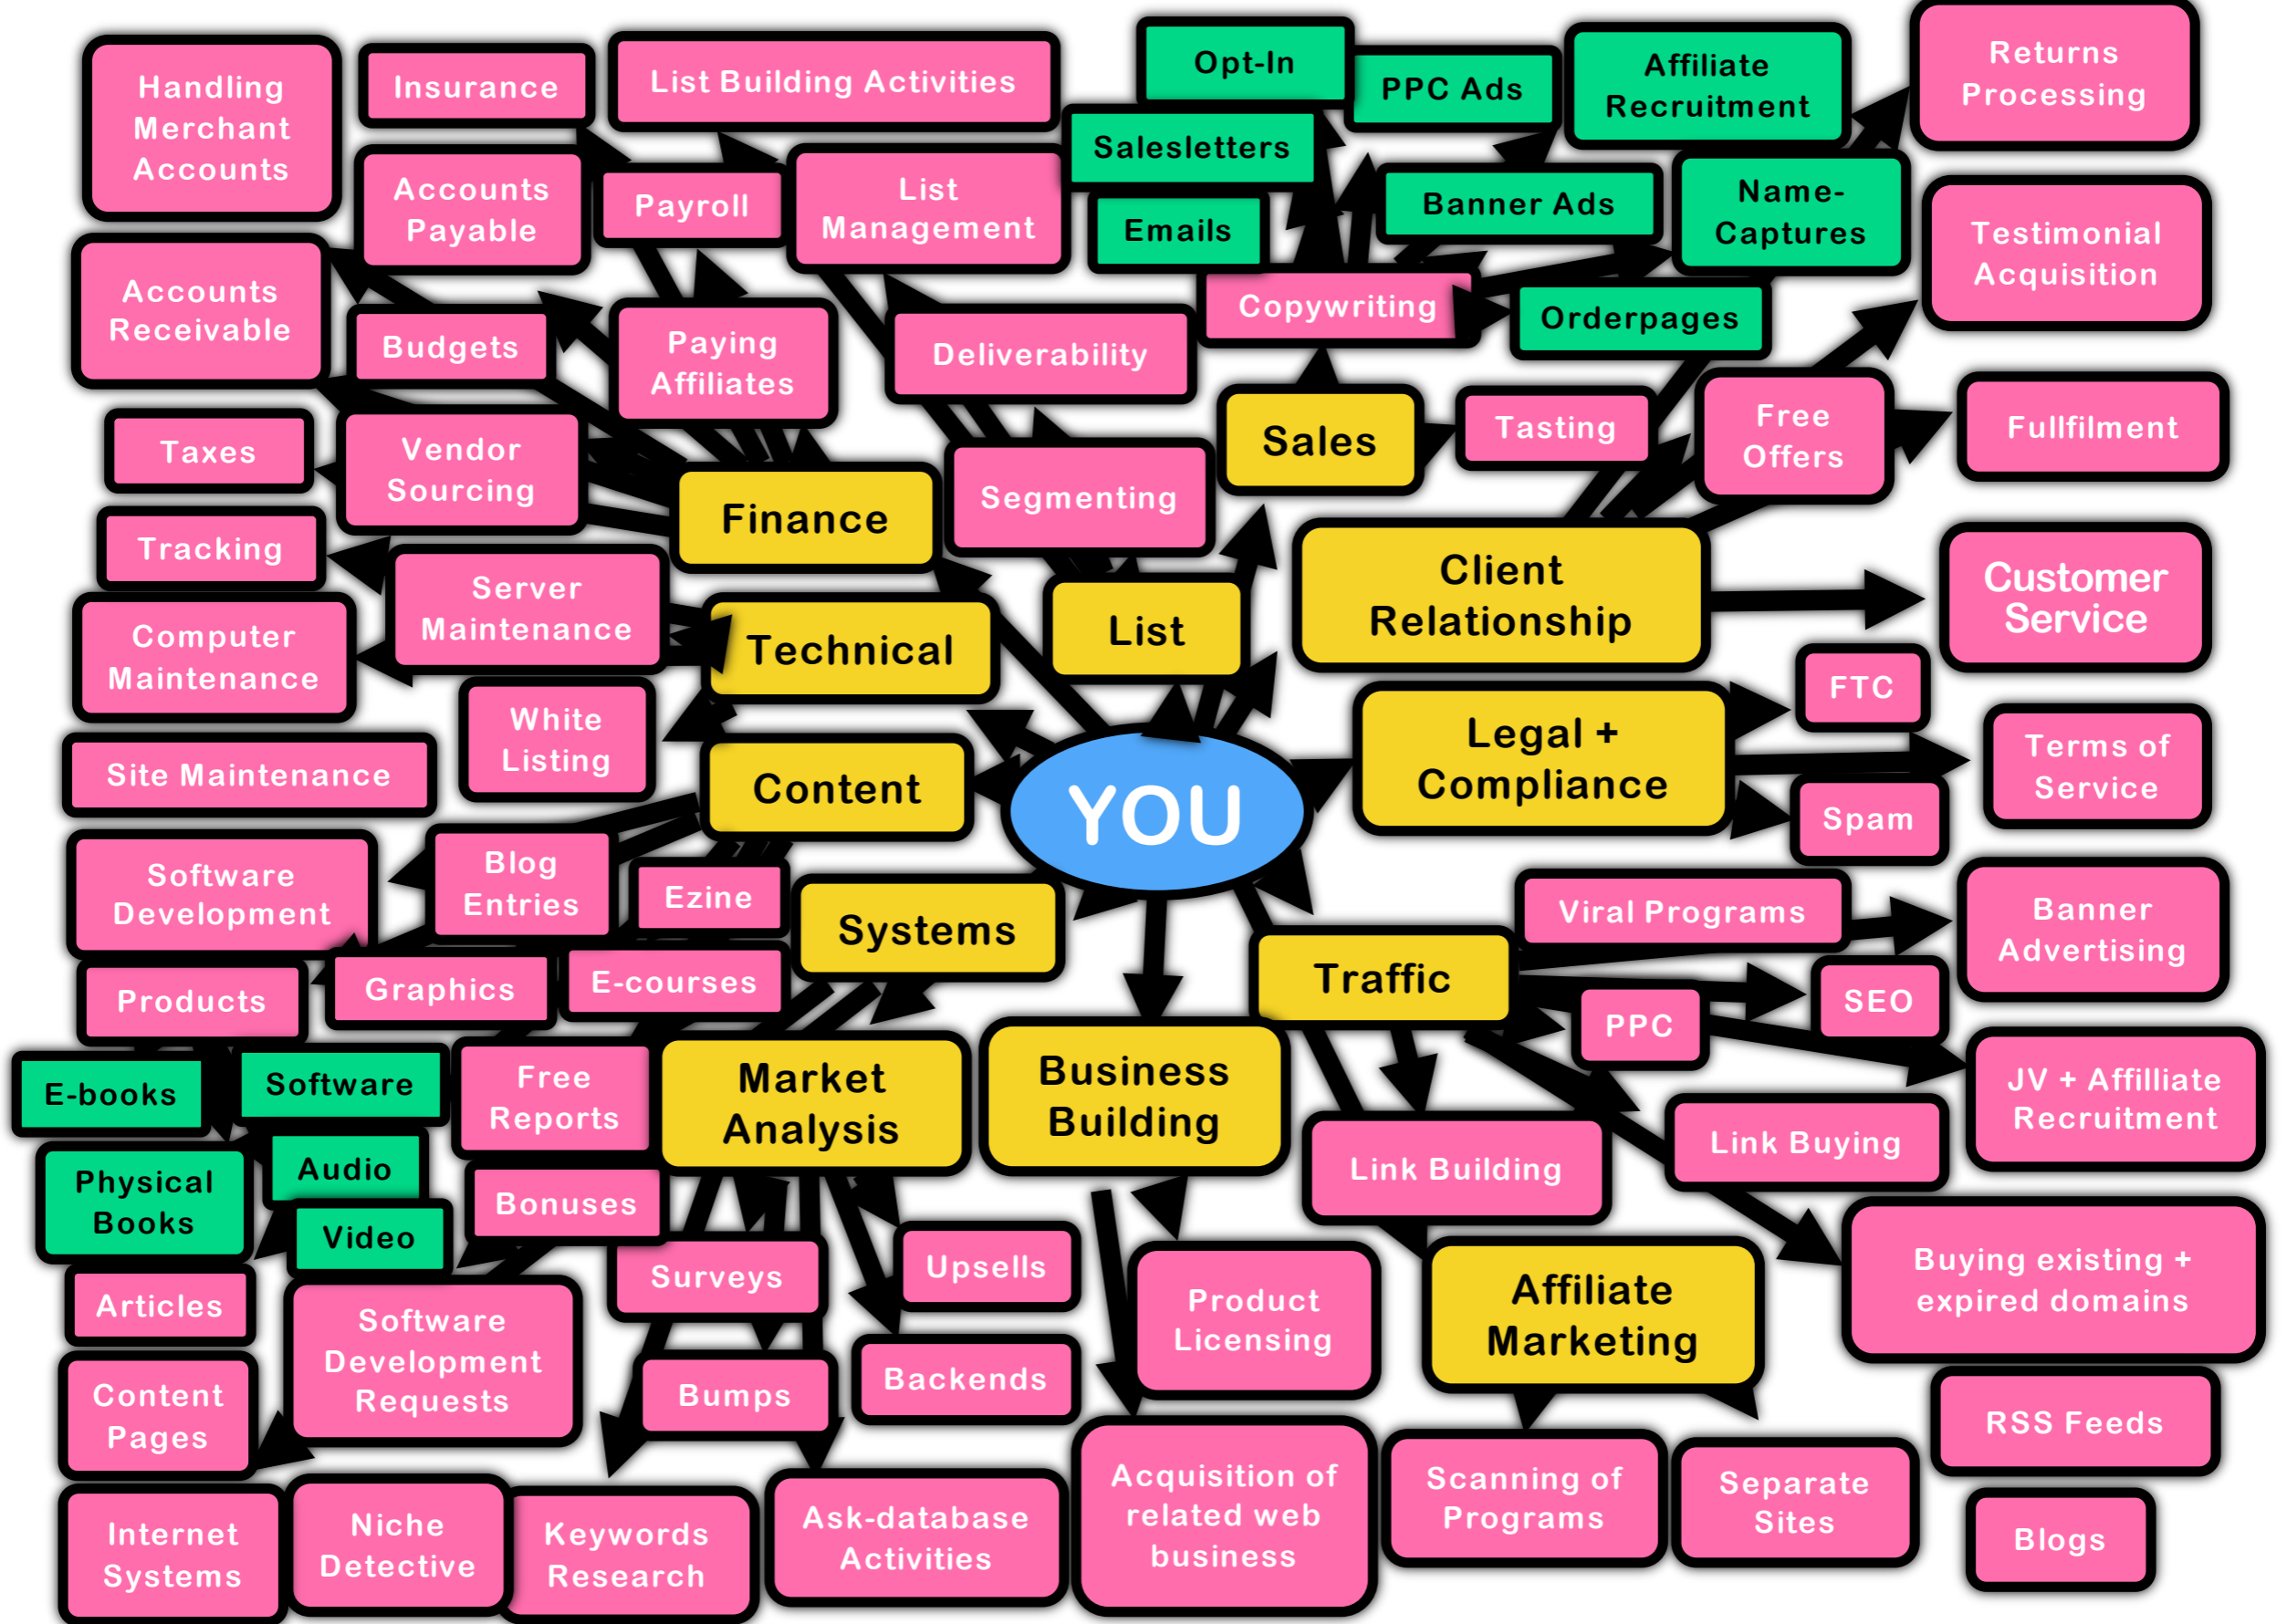 Handling
Merchant
Accounts
Insurance
List Building Activities
Opt-In
PPC Ads
Affiliate
Recruitment
Returns
Processing
Accounts
Payable
Payroll
List
Management
Salesletters
Emails
Banner Ads
Name-
Captures
Testimonial
Acquisition
Accounts
Receivable
Budgets
Paying
Affiliates
Deliverability
Copywriting
Orderpages
Taxes
Vendor
Sourcing
Finance
Segmenting
Sales
Tasting
Free
Offers
Fullfilment
Tracking
Server
Maintenance
Technical
List
Client
Relationship
Customer
Service
Computer
Maintenance
White
Listing
Legal +
Compliance
FTC
Terms of
Service
Site Maintenance
Content
YOU
Spam
Software
Development
Blog
Entries
Ezine
Systems
Viral Programs
Banner
Advertising
Products
Graphics
E-courses
Traffic
PPC
SEO
E-books
Software
Free
Reports
Market
Analysis
Business
Building
JV + Affilliate
Recruitment
Physical
Books
Audio
Video
Bonuses
Link Building
Link Buying
Articles
Software
Development
Requests
Surveys
Upsells
Product
Licensing
Affiliate
Marketing
Buying existing +
expired domains
Content
Pages
Bumps
Backends
RSS Feeds
Internet
Systems
Niche
Detective
Keywords
Research
Ask-database
Activities
Acquisition of
related web
business
Scanning of
Programs
Separate
Sites
Blogs